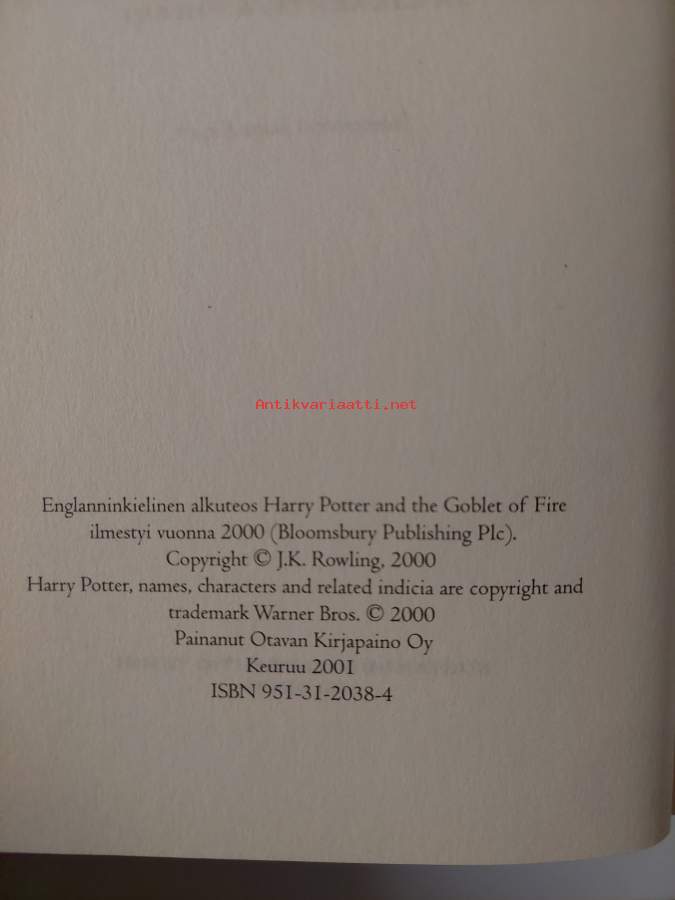 Antikvariaatti.net
Englanninkielinen alkuteos Harry Potter and the Goblet of Fire
ilmestyi vuonna 2000 (Bloomsbury Publishing Plc).
Copyright © J.K. Rowling, 2000
Harry Potter, names, characters and related indicia are copyright and
trademark Warner Bros. © 2000
Painanut Otavan Kirjapaino Oy
Keuruu 2001
ISBN 951-31-2038-4